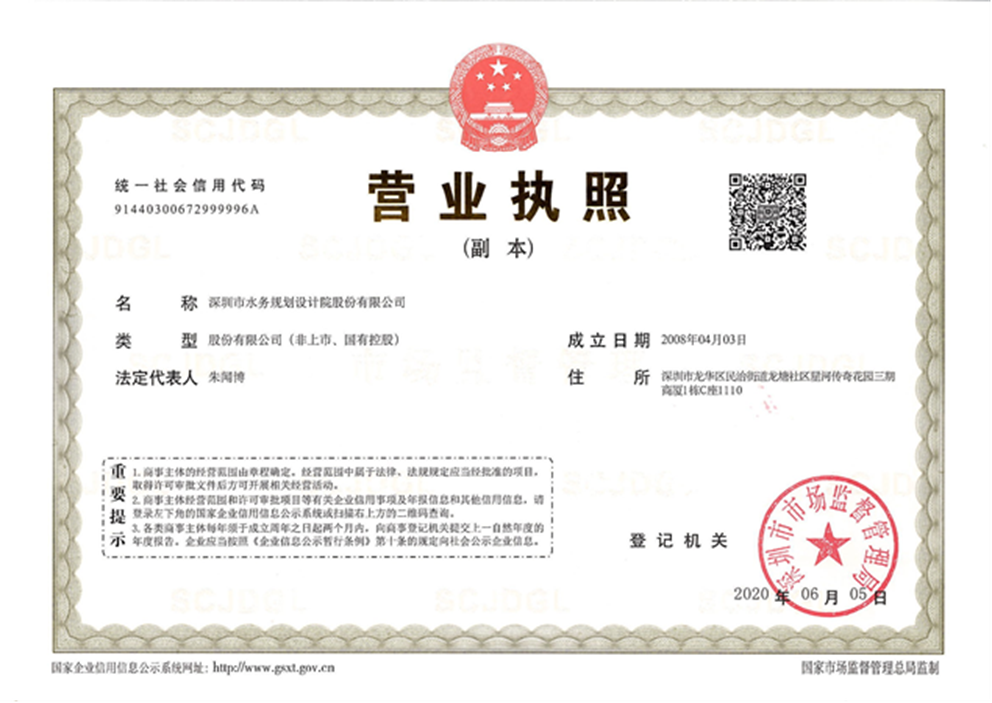 统一社会信用代码
91440300672999996A
营业执照
(副 本)
名 称 深圳市水务规划设计院股份有限公司
类 型 股份有限公司（非上市、国有控股）
法定代表人 朱闻博
成立日期 2008年04月03日
住 所 深圳市龙华区民治街道龙塘社区星河传奇花园三期
商厦1栋C座1110
重要提示
1. 商事主体的经营范围由章程确定。经营范围中属于法律、法规规定应当经批准的项目，
取得许可审批文件后方可开展相关经营活动。
2. 商事主体经营范围和许可审批项目等有关企业信用事项及年报信息和其他信用信息，请
登录左下角的国家企业信用信息公示系统或扫描右上方的二维码查询。
3. 各类商事主体每年须于成立周年之日起两个月内，向商事登记机关提交上一自然年度的
年度报告。企业应当按照《企业信息公示暂行条例》第十条的规定向社会公示企业信息。
登记机关
深圳市市场监督管理局
2020 年 06 月 05 日
国家企业信用信息公示系统网址：http://www.gsxt.gov.cn
国家市场监督管理总局监制
SCJDGL
市场监督管理